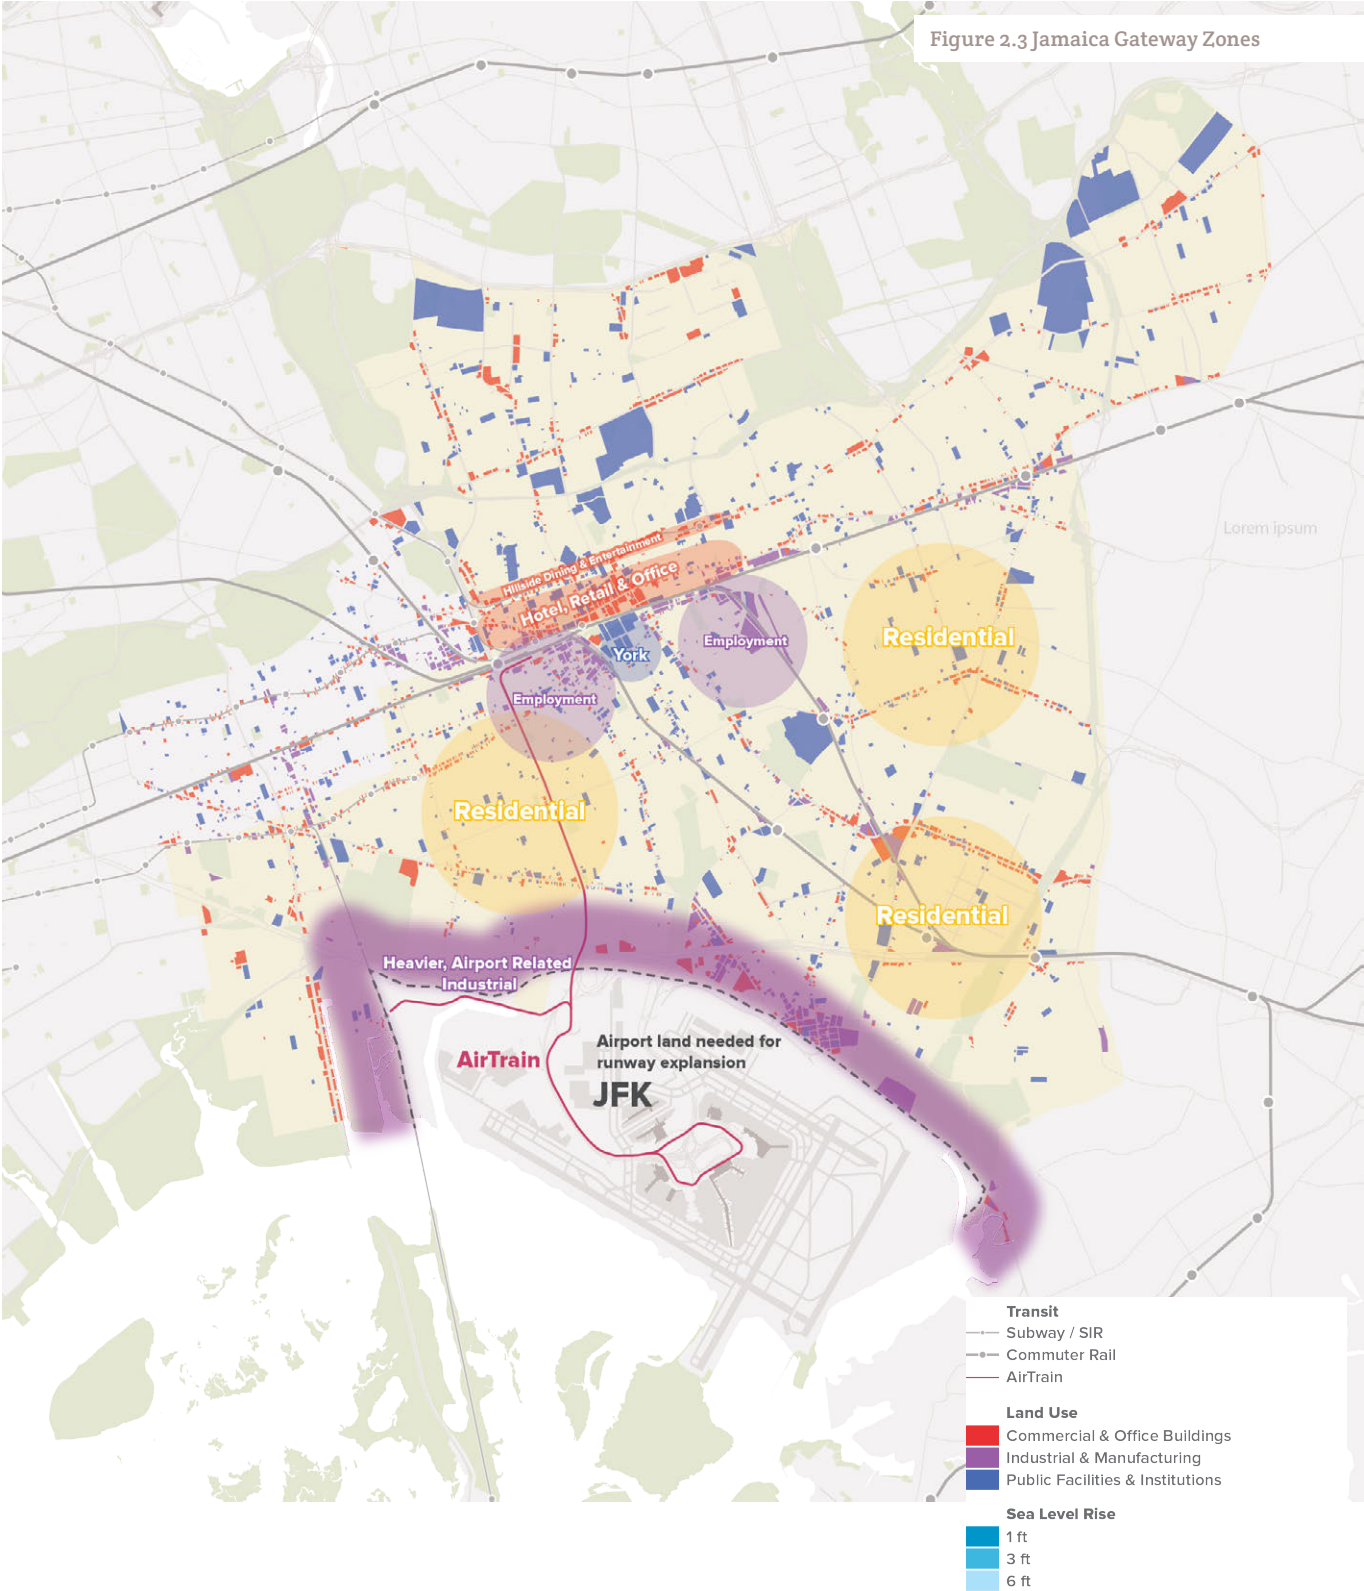 Figure 2.3 Jamaica Gateway Zones
Lorem ipsum
Hillside Dining & Entertainment
Hotel, Retail & Office
York
Employment
Residential
Employment
Residential
Residential
Heavier, Airport Related
Industrial
AirTrain
Airport land needed for
runway explansion
JFK
Transit
Subway / SIR
Commuter Rail
AirTrain
Land Use
Commercial & Office Buildings
Industrial & Manufacturing
Public Facilities & Institutions
Sea Level Rise
1 ft
3 ft
6 ft